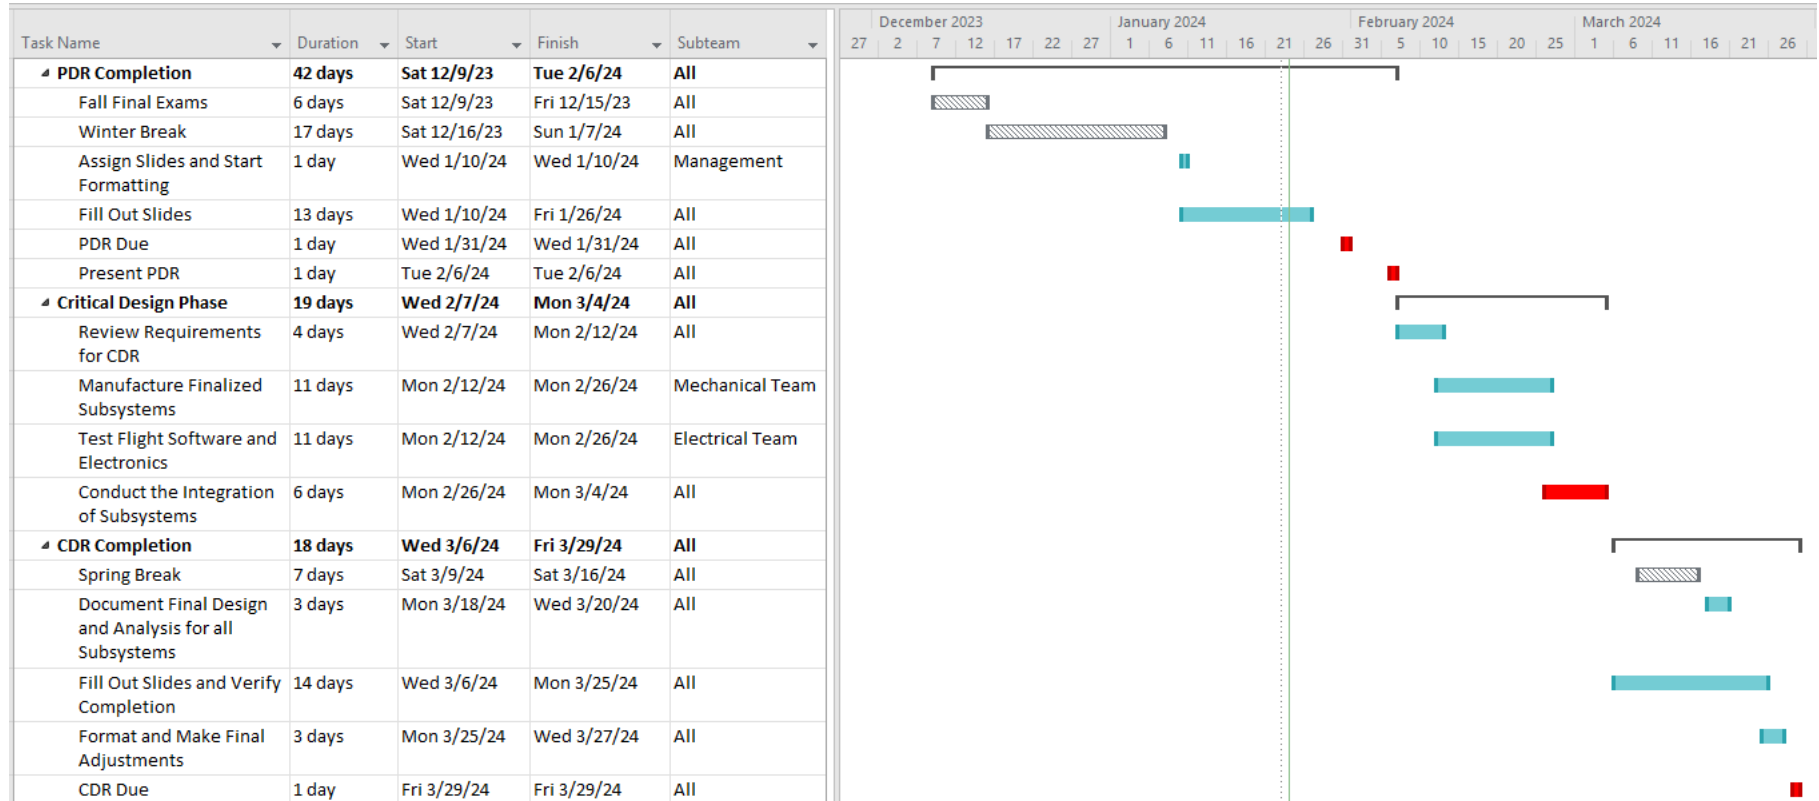 December 2023 January 2024 February 2024 March 2024
Task Name Duration Start Finish Subteam 27 2 7 12 17 22 27 1 6 11 16 21 26 31 5 10 15 20 25 1 6 11 16 21 26
PDR Completion 42 days Sat 12/9/23 Tue 2/6/24 All
Fall Final Exams 6 days Sat 12/9/23 Fri 12/15/23 All
Winter Break 17 days Sat 12/16/23 Sun 1/7/24 All
Assign Slides and Start 1 day Wed 1/10/24 Wed 1/10/24 Management
Formatting
Fill Out Slides 13 days Wed 1/10/24 Fri 1/26/24 All
PDR Due 1 day Wed 1/31/24 Wed 1/31/24 All
Present PDR 1 day Tue 2/6/24 Tue 2/6/24 All
Critical Design Phase 19 days Wed 2/7/24 Mon 3/4/24 All
Review Requirements 4 days Wed 2/7/24 Mon 2/12/24 All
for CDR
Manufacture Finalized 11 days Mon 2/12/24 Mon 2/26/24 Mechanical Team
Subsystems
Test Flight Software and 11 days Mon 2/12/24 Mon 2/26/24 Electrical Team
Electronics
Conduct the Integration 6 days Mon 2/26/24 Mon 3/4/24 All
of Subsystems
CDR Completion 18 days Wed 3/6/24 Fri 3/29/24 All
Spring Break 7 days Sat 3/9/24 Sat 3/16/24 All
Document Final Design 3 days Mon 3/18/24 Wed 3/20/24 All
and Analysis for all
Subsystems
Fill Out Slides and Verify 14 days Wed 3/6/24 Mon 3/25/24 All
Completion
Format and Make Final 3 days Mon 3/25/24 Wed 3/27/24 All
Adjustments
CDR Due 1 day Fri 3/29/24 Fri 3/29/24 All